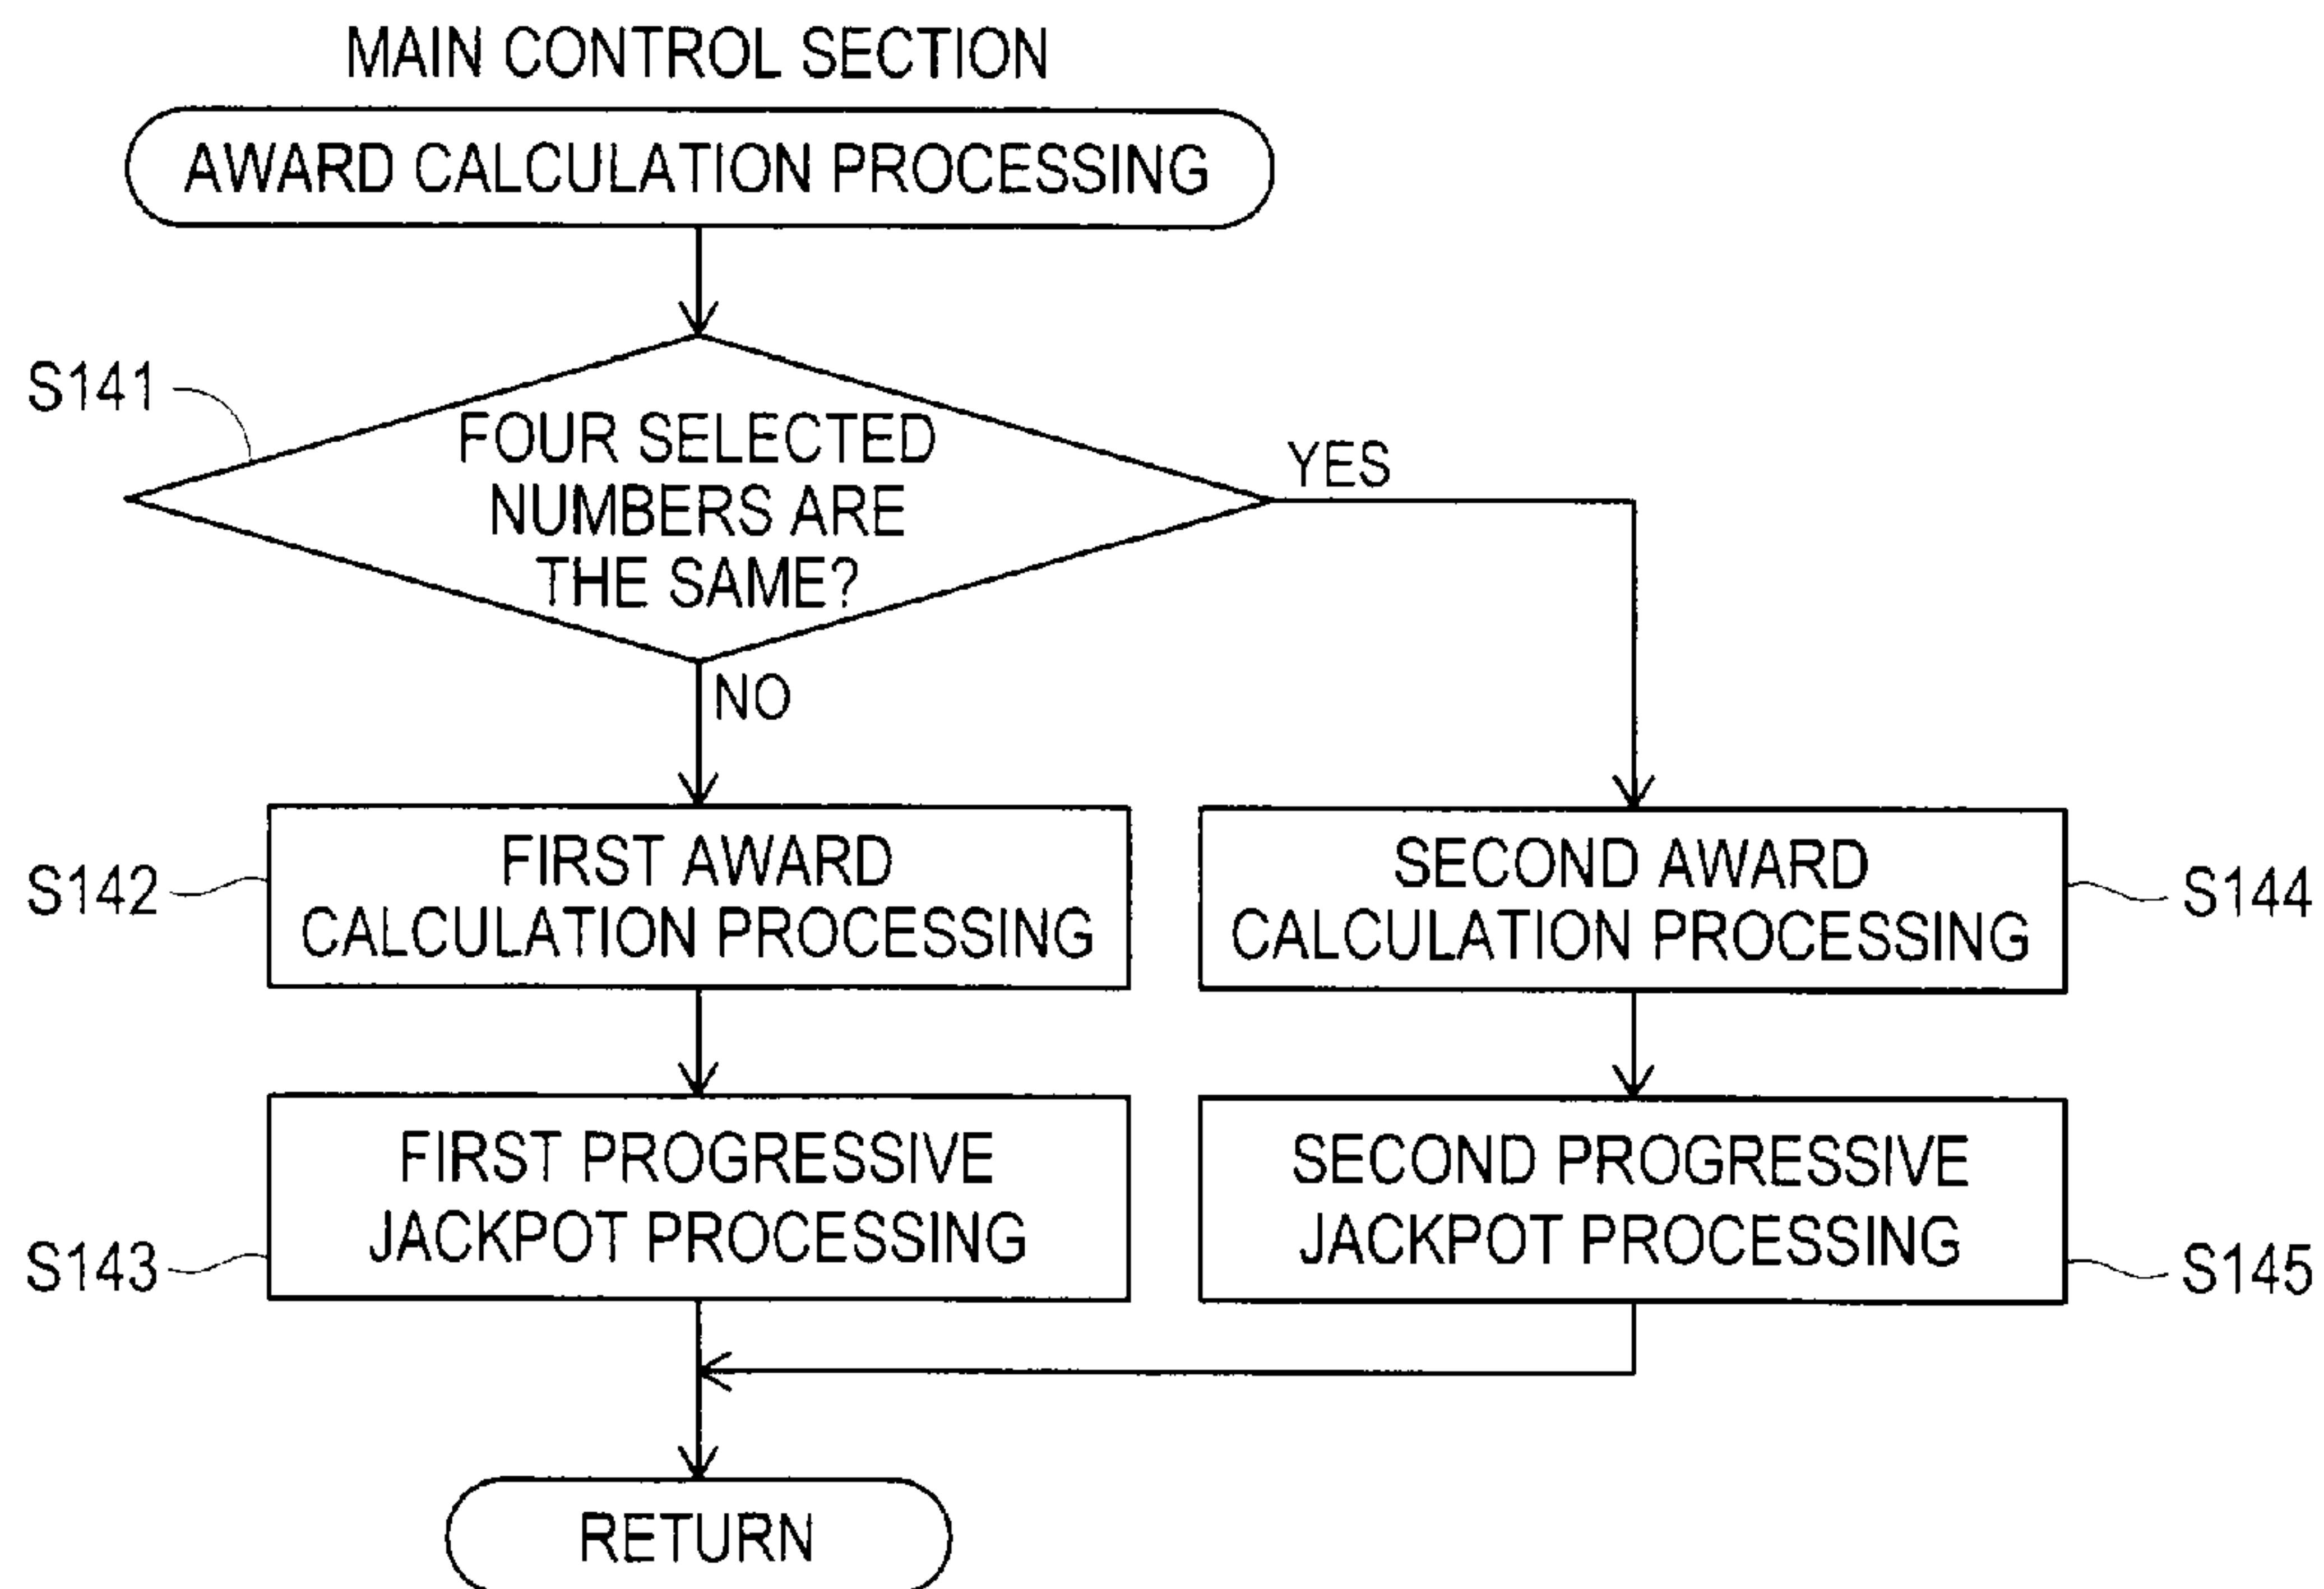 MAIN CONTROL SECTION
AWARD CALCULATION PROCESSING
S141
FOUR SELECTED
NUMBERS ARE
THE SAME?
YES
NO
S142
FIRST AWARD
CALCULATION PROCESSING
SECOND AWARD
CALCULATION PROCESSING
S144
FIRST PROGRESSIVE
JACKPOT PROCESSING
S143
SECOND PROGRESSIVE
JACKPOT PROCESSING
S145
RETURN